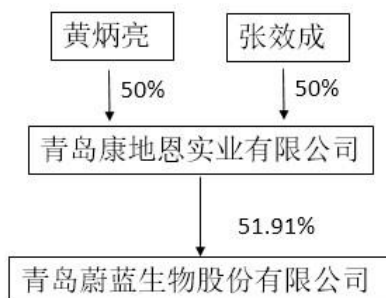 黄炳亮 张效成
50% 50%
青岛康地恩实业有限公司
51.91%
青岛蔚蓝生物股份有限公司